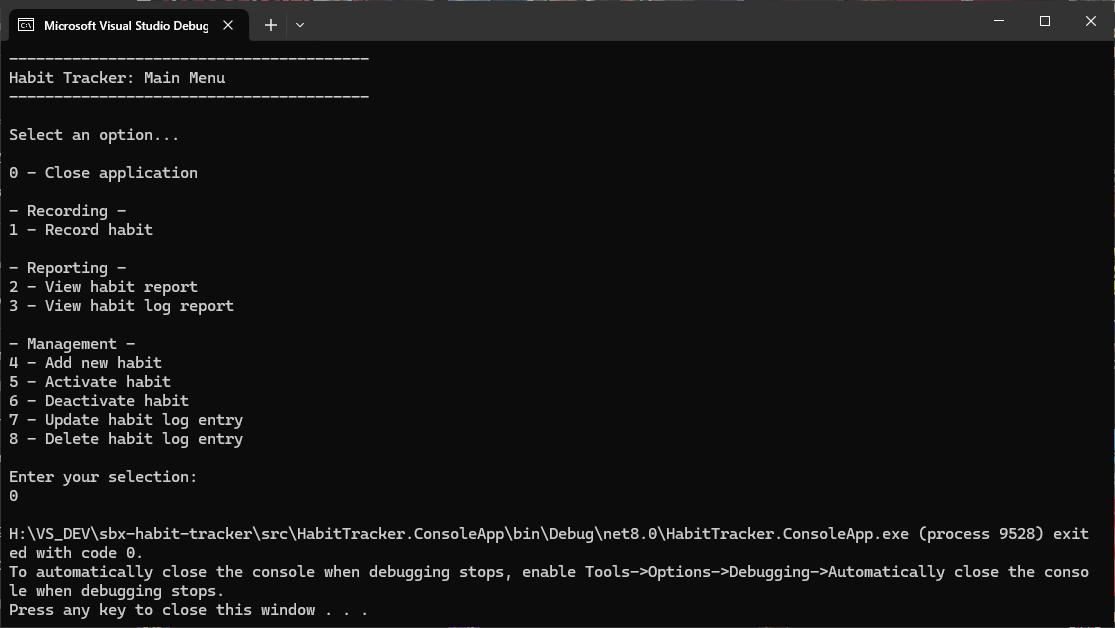 Microsoft Visual Studio Debug
---------------------------------------
Habit Tracker: Main Menu
---------------------------------------
Select an option...
0 - Close application
- Recording -
1 - Record habit
- Reporting -
2 - View habit report
3 - View habit log report
- Management -
4 - Add new habit
5 - Activate habit
6 - Deactivate habit
7 - Update habit log entry
8 - Delete habit log entry
Enter your selection:
0
H:\VS_DEV\sbx-habit-tracker\src\HabitTracker.ConsoleApp\bin\Debug\net8.0\HabitTracker.ConsoleApp.exe (process 9528) exit
ed with code 0.
To automatically close the console when debugging stops, enable Tools->Options->Debugging->Automatically close the conso
le when debugging stops.
Press any key to close this window . . .